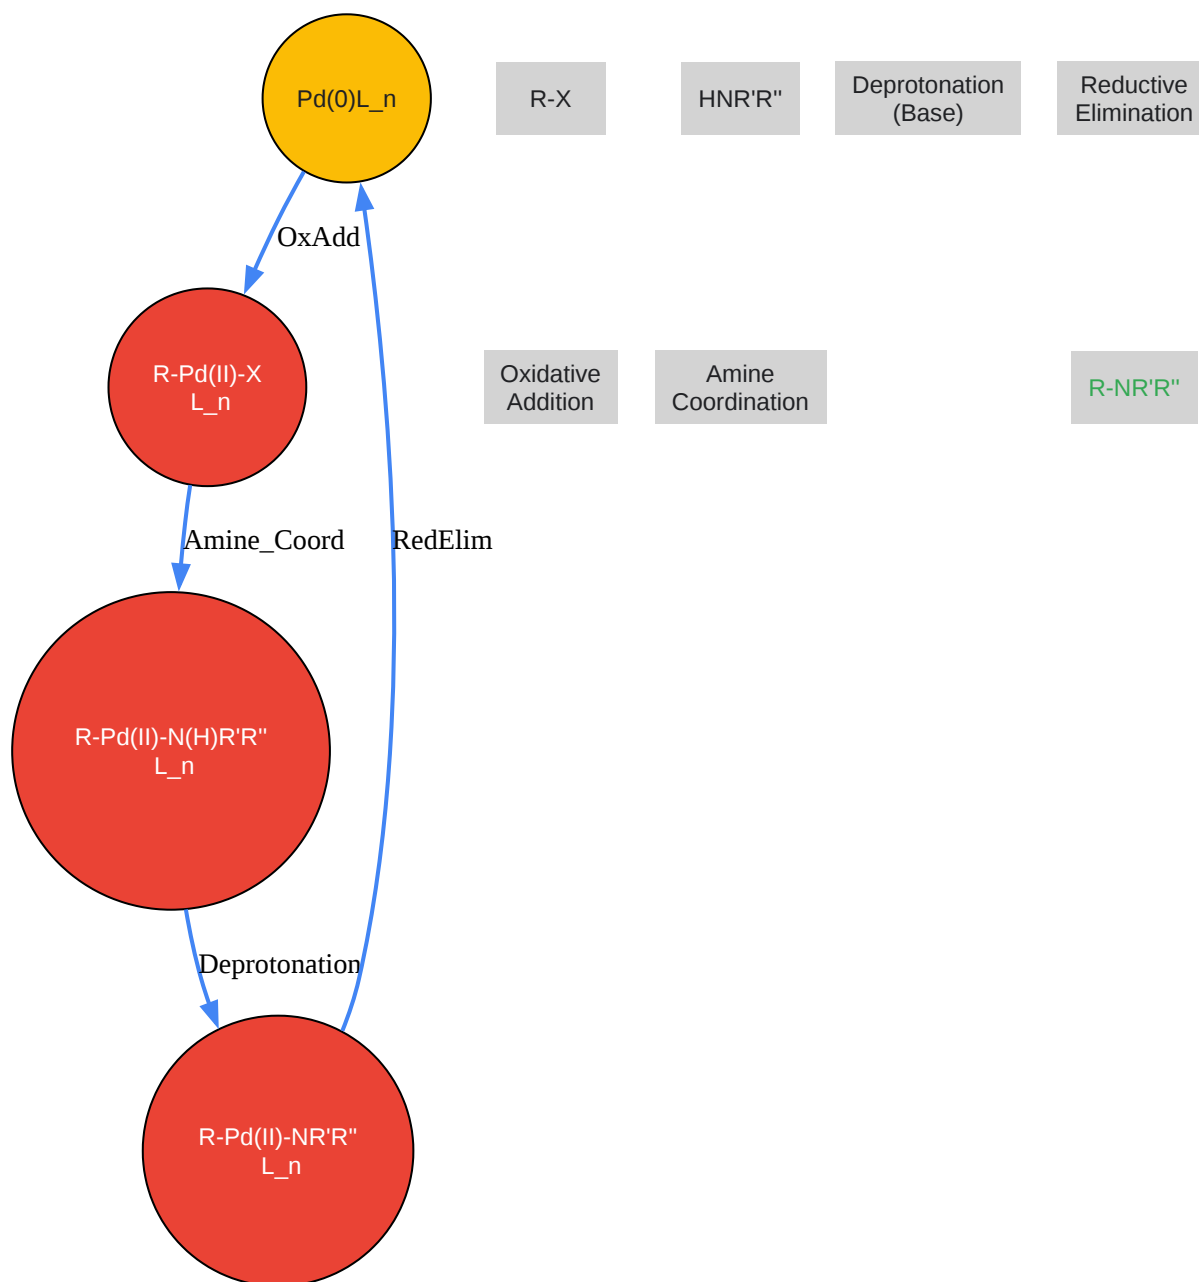 Pd(0)L_n
R-X
HNR'R"
Deprotonation
(Base)
Reductive
Elimination
OxAdd
R-Pd(II)-X
L_n
Oxidative
Addition
Amine
Coordination
R-NR'R"
Amine_Coord
RedElim
R-Pd(II)-N(H)R'R"
L_n
Deprotonation
R-Pd(II)-NR'R"
L_n